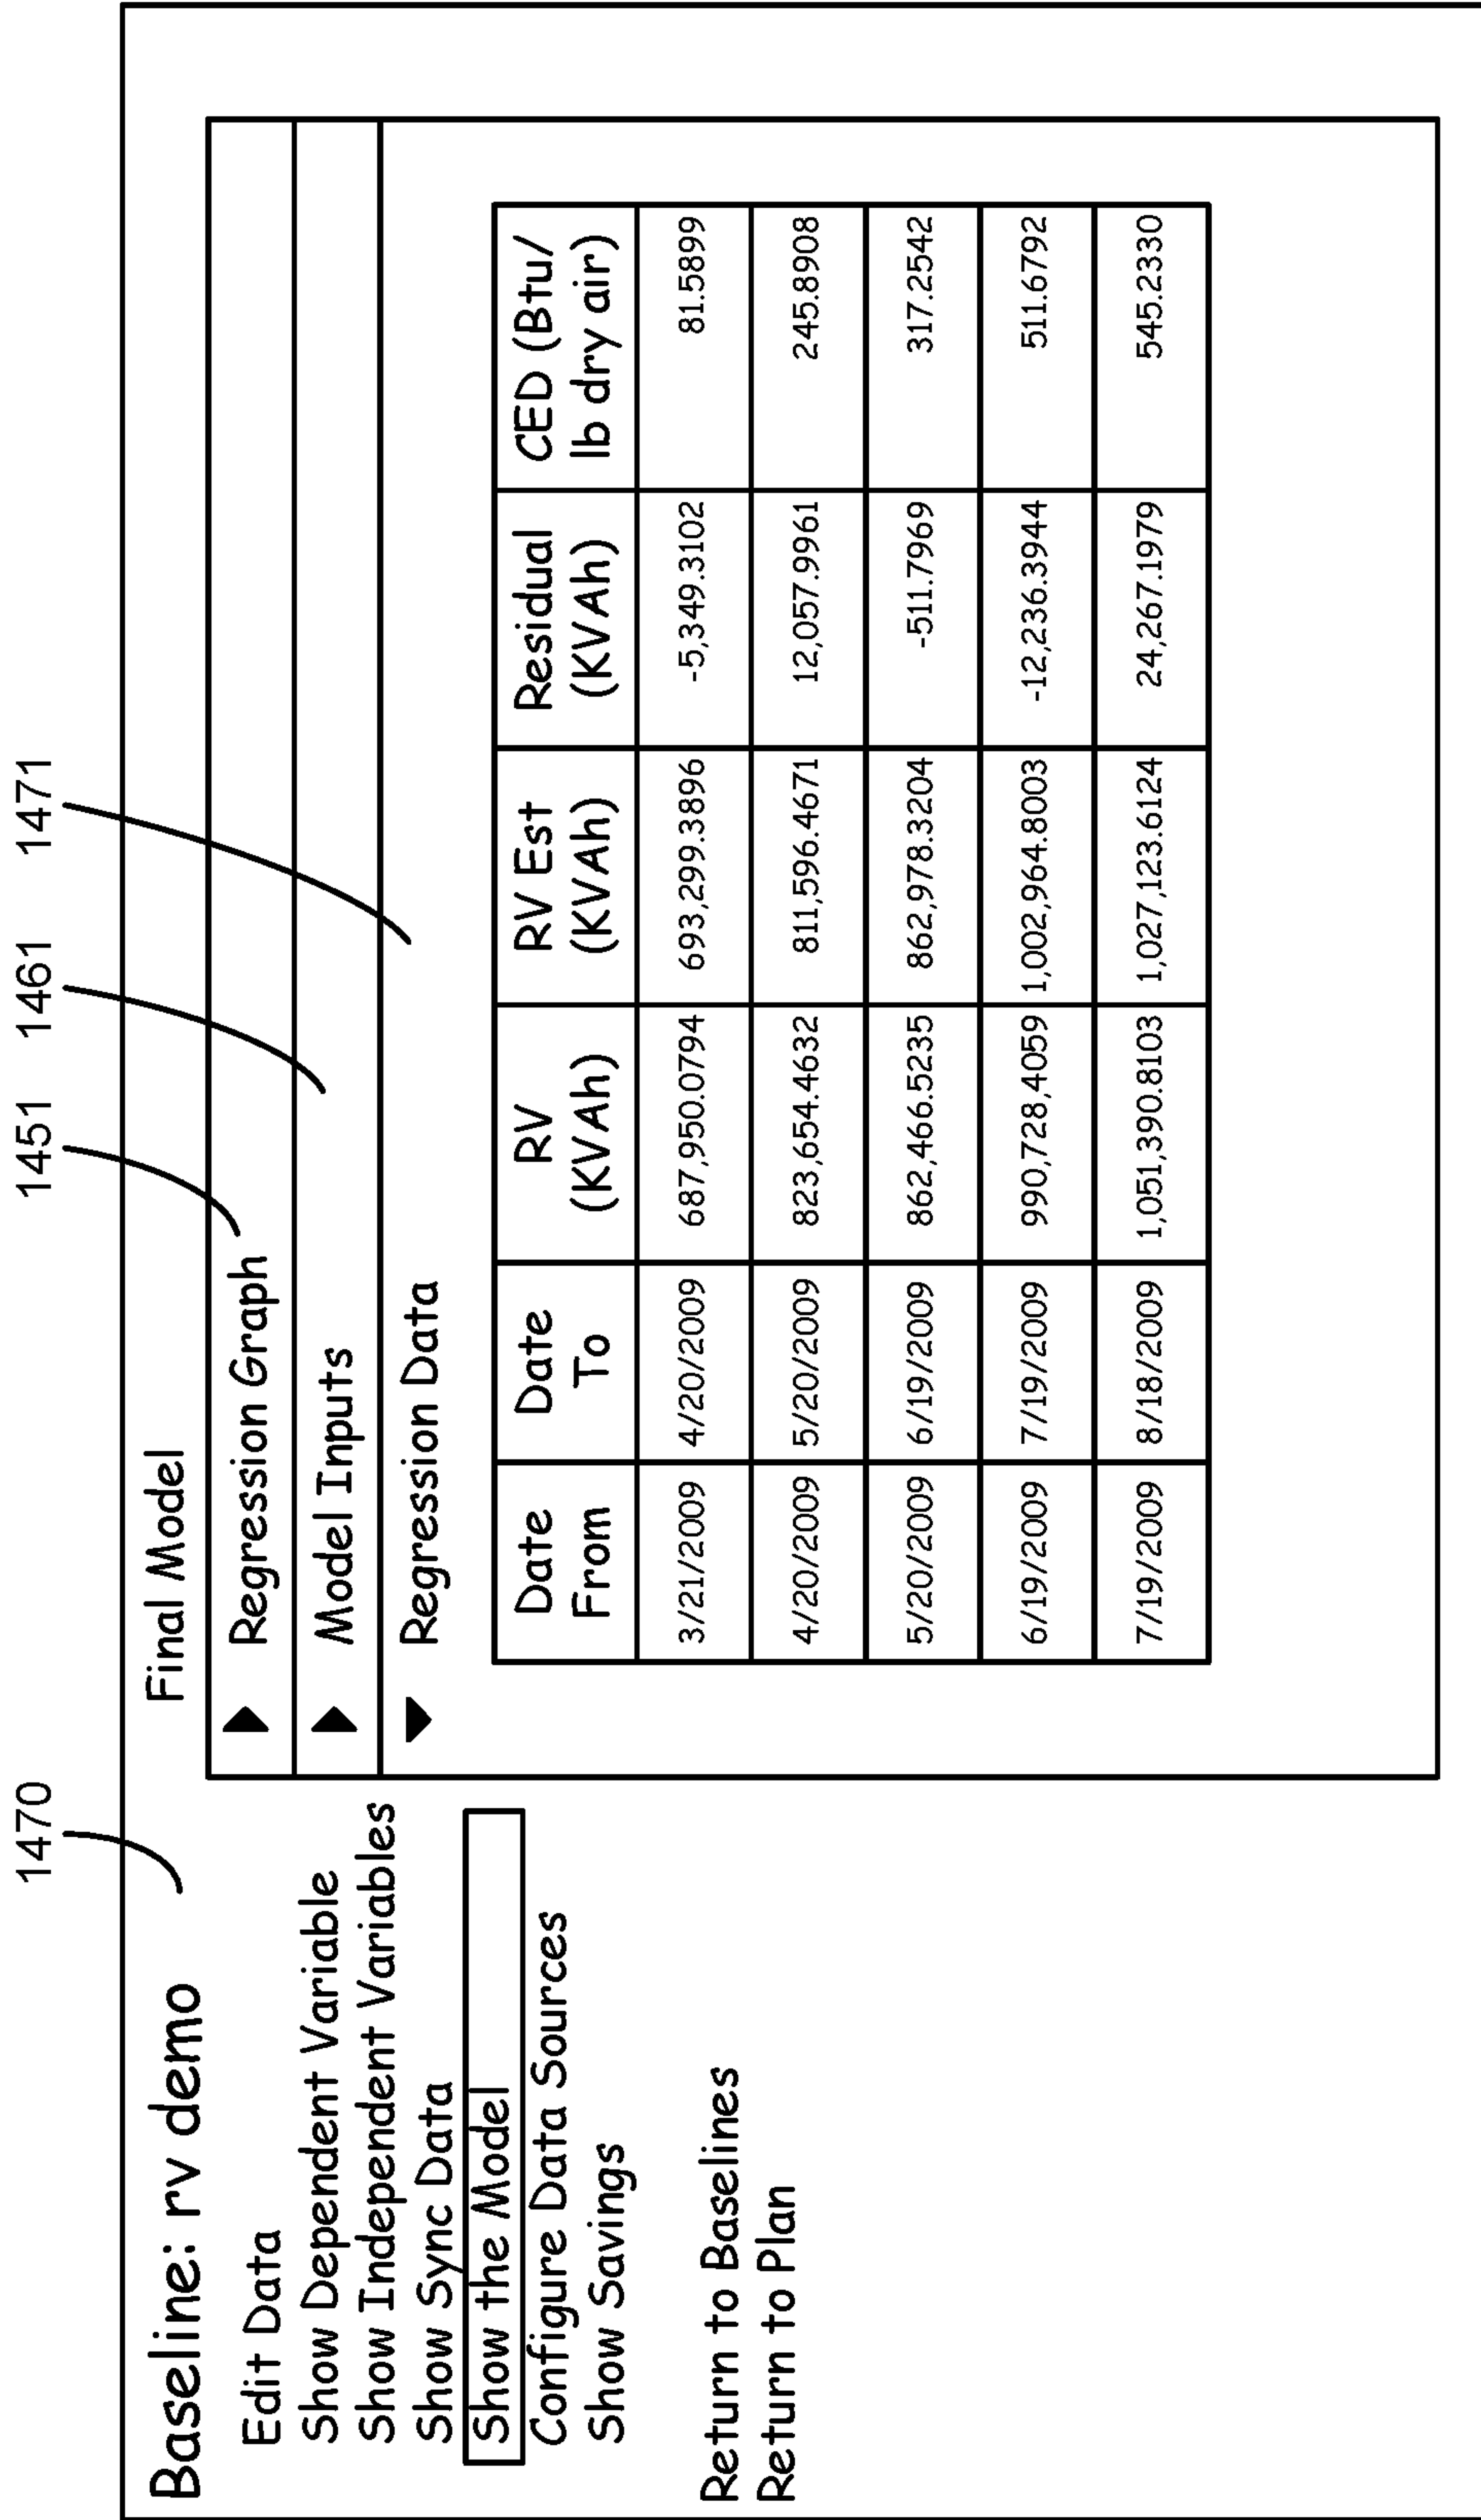 1470
1451 1461 1471
Baseline: rv demo
Edit Data
Show Dependent Variable
Show Independent Variables
Show Sync Data
Show the Model
Configure Data Sources
Show Savings
Return to Baselines
Return to Plan
Final Model
Regression Graph
Model Inputs
Regression Data
Date From Date To RV (KVAh) RV Est (KVAh) Residual (KVAh) CED (Btu/ lb dry air)
3/21/2009 4/20/2009 687,950.0794 693,299.3896 -5,349.3102 81.5899
4/20/2009 5/20/2009 823,654.4632 811,596.4671 12,057.9961 245.8908
5/20/2009 6/19/2009 862,466.5235 862,978.3204 -511.7969 317.2542
6/19/2009 7/19/2009 990,728,4059 1,002,964.8003 -12,236.3944 511.6792
7/19/2009 8/18/2009 1,051,390.8103 1,027,123.6124 24,267.1979 545.2330